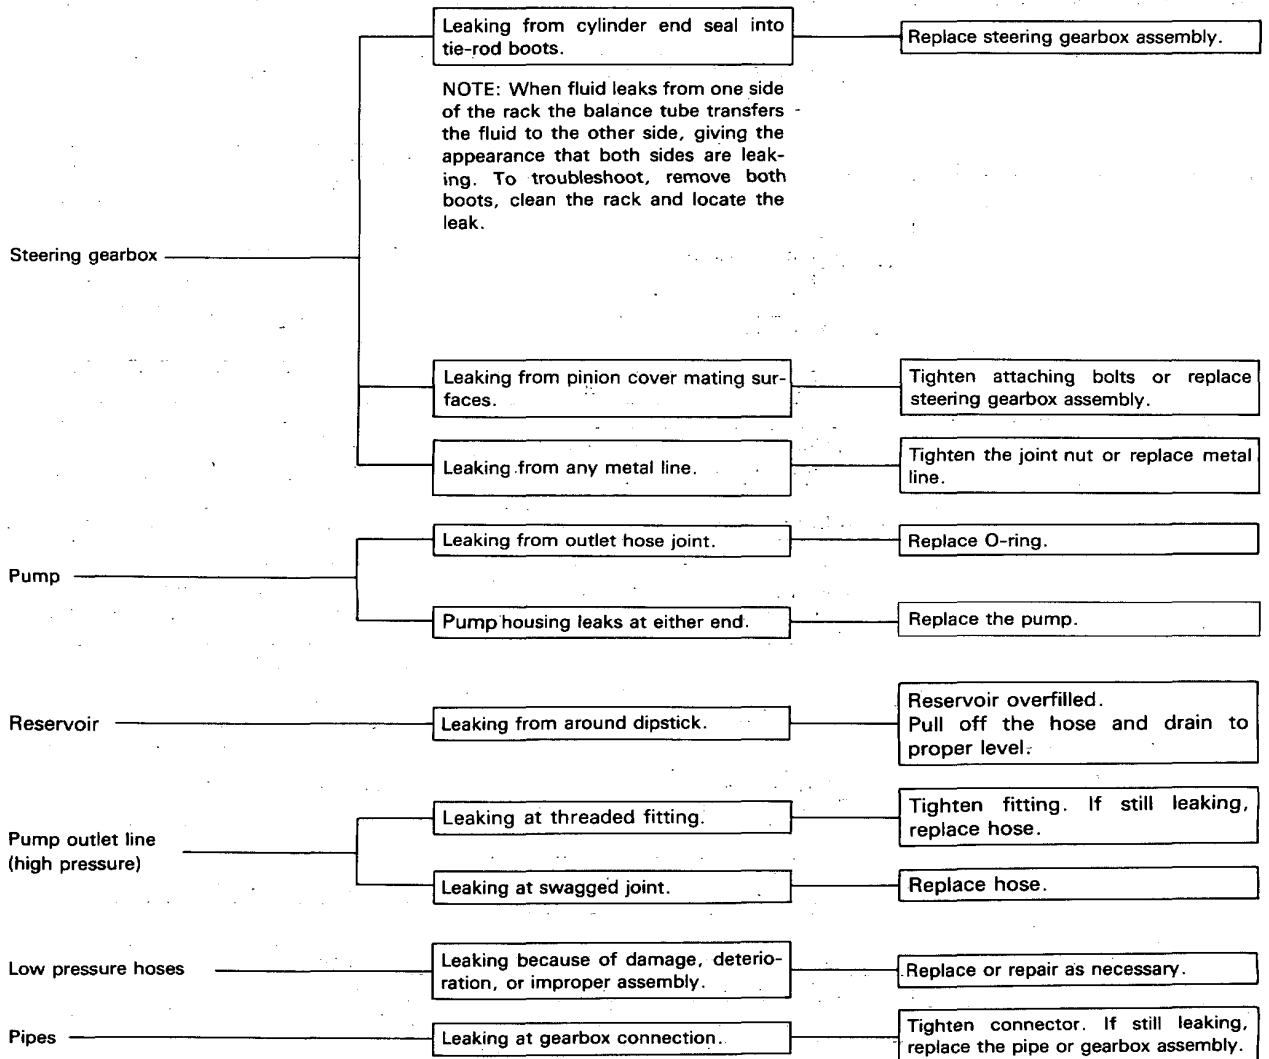 Leaking from cylinder end seal into
tie-rod boots.
Replace steering gearbox assembly.
NOTE: When fluid leaks from one side
of the rack the balance tube transfers
the fluid to the other side, giving the
appearance that both sides are leak-
ing. To troubleshoot, remove both
boots, clean the rack and locate the
leak.
Steering gearbox
Leaking from pinion cover mating sur-
faces.
Tighten attaching bolts or replace
steering gearbox assembly.
Leaking from any metal line.
Tighten the joint nut or replace metal
line.
Pump
Leaking from outlet hose joint.
Replace O-ring.
Pump housing leaks at either end.
Replace the pump.
Reservoir
Leaking from around dipstick.
Reservoir overfilled.
Pull off the hose and drain to
proper level.
Pump outlet line
(high pressure)
Leaking at threaded fitting.
Tighten fitting. If still leaking,
replace hose.
Leaking at swagged joint.
Replace hose.
Low pressure hoses
Leaking because of damage, deterio-
ration, or improper assembly.
Replace or repair as necessary.
Pipes
Leaking at gearbox connection.
Tighten connector. If still leaking,
replace the pipe or gearbox assembly.